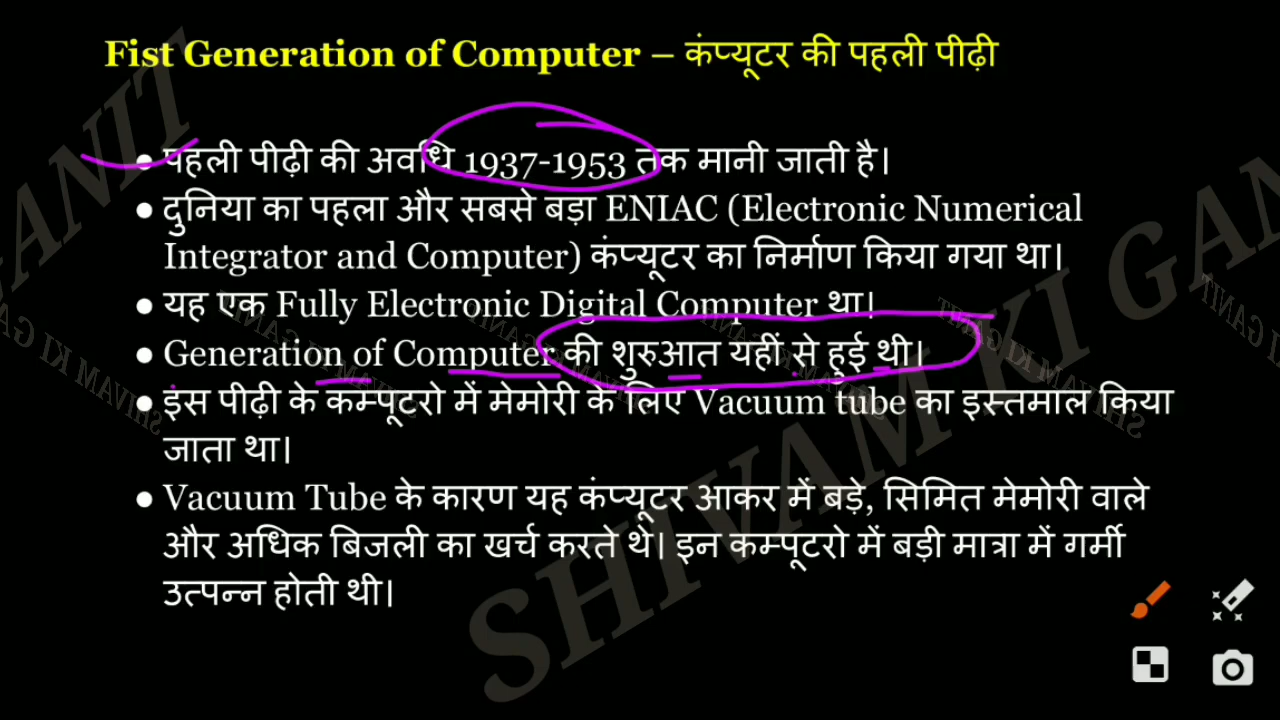 Fist Generation of Computer – कंप्यूटर की पहली पीढ़ी
● पहली पीढ़ी की अवधि 1937-1953 तक मानी जाती है।
● दुनिया का पहला और सबसे बड़ा ENIAC (Electronic Numerical
Integrator and Computer) कंप्यूटर का निर्माण किया गया था।
● यह एक Fully Electronic Digital Computer था।
● Generation of Computer की शुरुआत यहीं से हुई थी।
● इस पीढ़ी के कम्पूटरो में मेमोरी के लिए Vacuum tube का इस्तमाल किया
जाता था।
● Vacuum Tube के कारण यह कंप्यूटर आकर में बड़े, सिमित मेमोरी वाले
और अधिक बिजली का खर्च करते थे। इन कम्पूटरो में बड़ी मात्रा में गर्मी
उत्पन्न होती थी।
SHIVAM KI GANIT